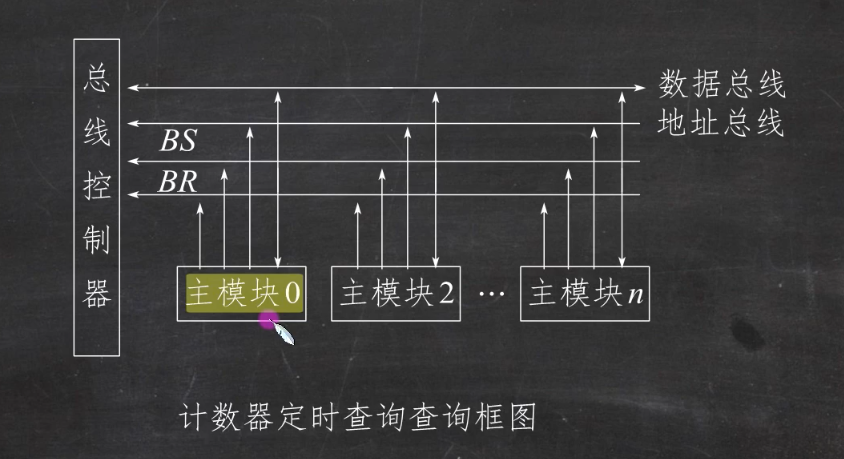 总线控制器
数据总线
地址总线
BS
BR
主模块0 主模块2 … 主模块n
计数器定时查询查询框图